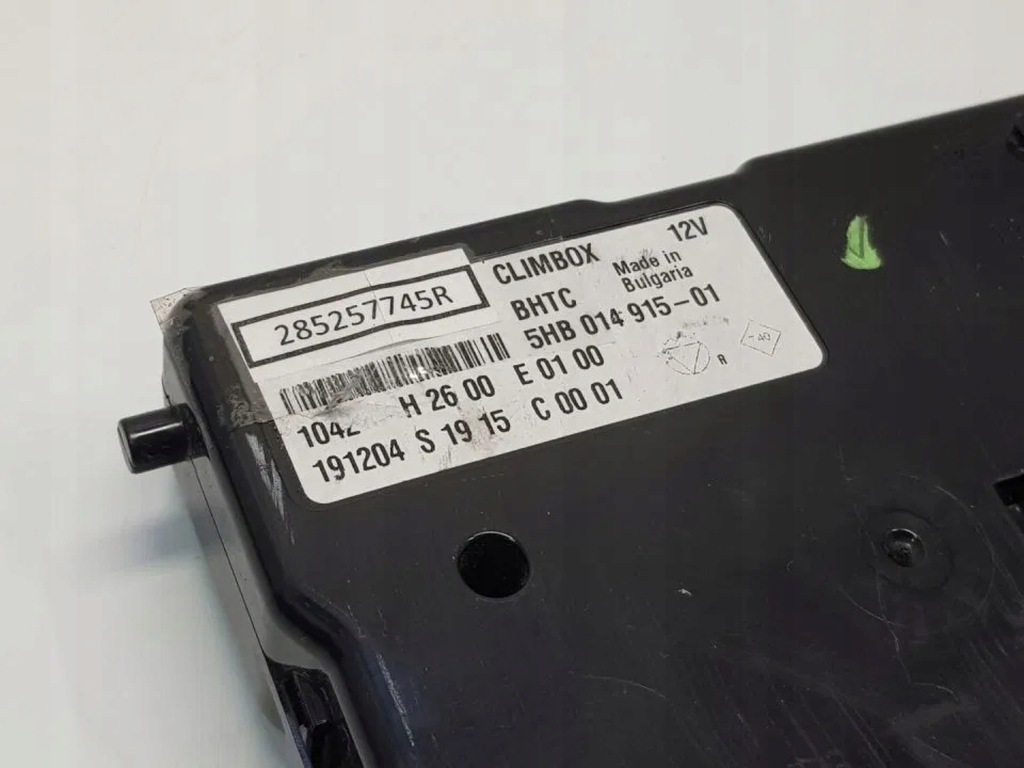 CLIMBOX 12V
285257745R
BHTC Made in Bulgaria
5HB 014 915-01
H 26 00 E 01 00
191204 S 19 15 C 00 01
R